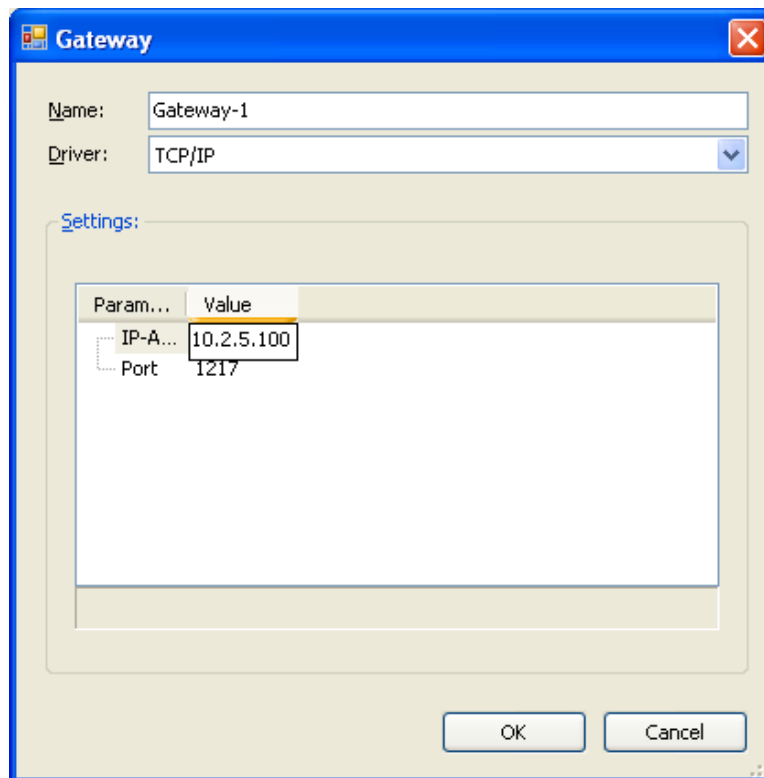 Gateway
Name: Gateway-1
Driver: TCP/IP
Settings:
Param... Value
IP-A... 10.2.5.100
Port 1217
OK Cancel